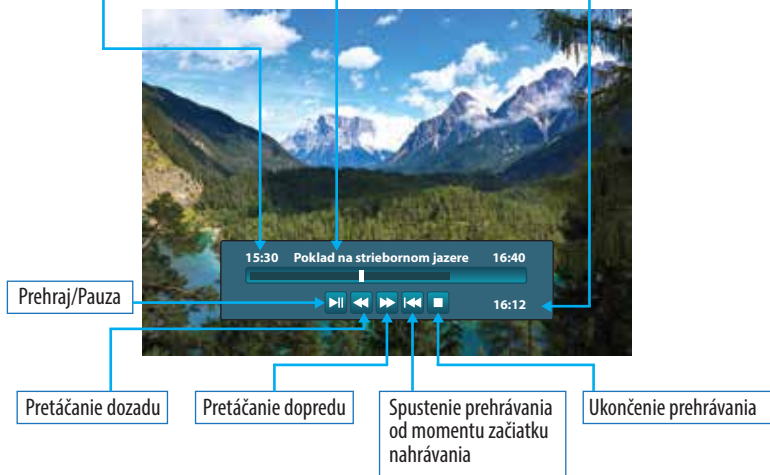 15:30 Poklad na striebornom jazere 16:40
16:12
Prehraj/Pauza
Pretáčanie dozadu
Pretáčanie dopredu
Spustenie prehrávania
od momentu začiatku
nahrávania
Ukončenie prehrávania